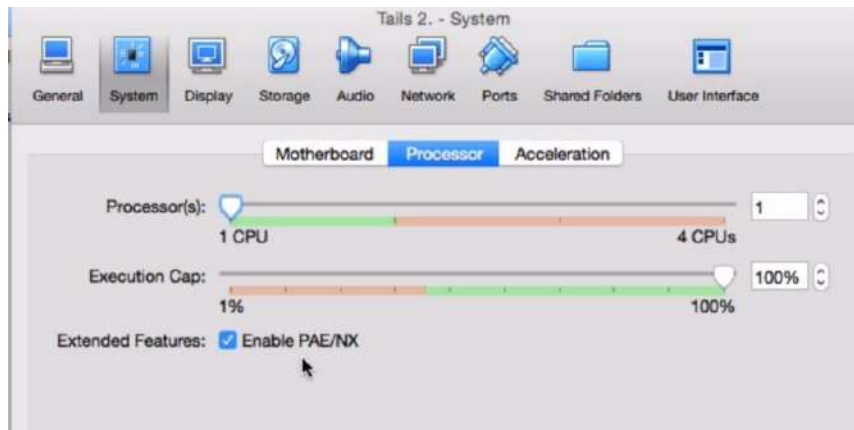 Tails 2. - System
General System Display Storage Audio Network Ports Shared Folders User Interface
Motherboard Processor Acceleration
Processor(s): 1
1 CPU 4 CPUs
Execution Cap: 100%
1% 100%
Extended Features: Enable PAE/NX